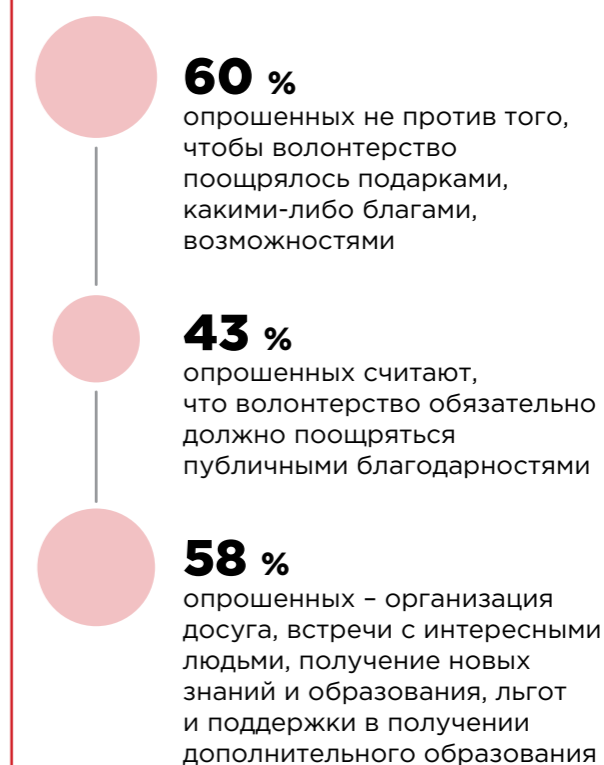 60 %
опрошенных не против того,
чтобы волонтерство
поощрялось подарками,
какими-либо благами,
возможностями
43 %
опрошенных считают,
что волонтерство обязательно
должно поощряться
публичными благодарностями
58 %
опрошенных – организация
досуга, встречи с интересными
людьми, получение новых
знаний и образования, льгот
и поддержки в получении
дополнительного образования